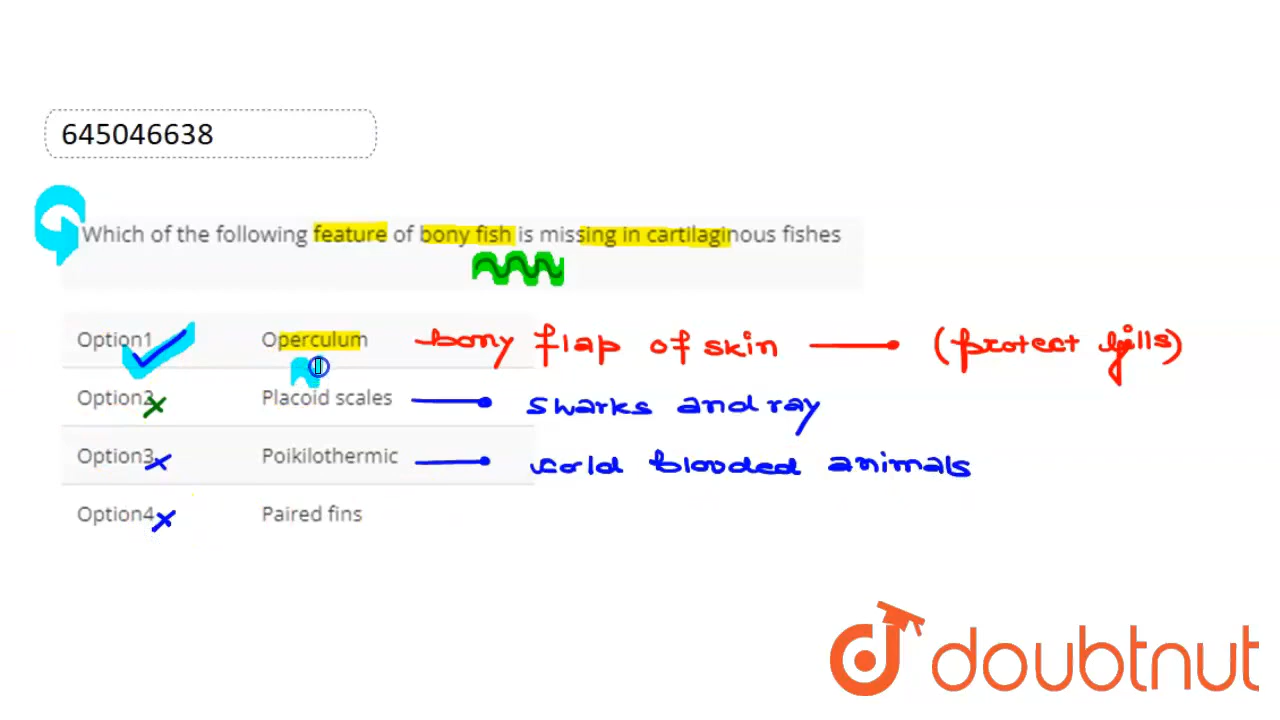 645046638
Which of the following feature of bony fish is missing in cartilaginous fishes
Option1 Operculum bony flap of skin (protect gills)
Option2 Placoid scales sharks and ray
Option3 Poikilothermic cold blooded animals
Option4 Paired fins
doubtnut